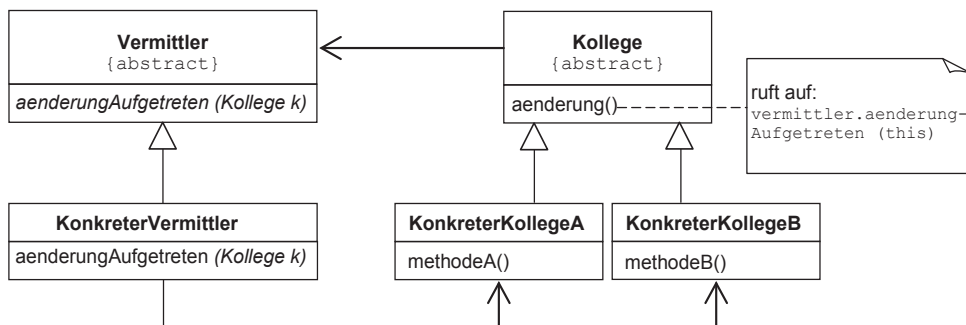 Vermittler
{abstract}
aenderungAufgetreten (Kollege k)
Kollege
{abstract}
aenderung()
ruft auf:
vermittler.aenderung-
Aufgetreten (this)
KonkreterVermittler
aenderungAufgetreten (Kollege k)
KonkreterKollegeA
methodeA()
KonkreterKollegeB
methodeB()